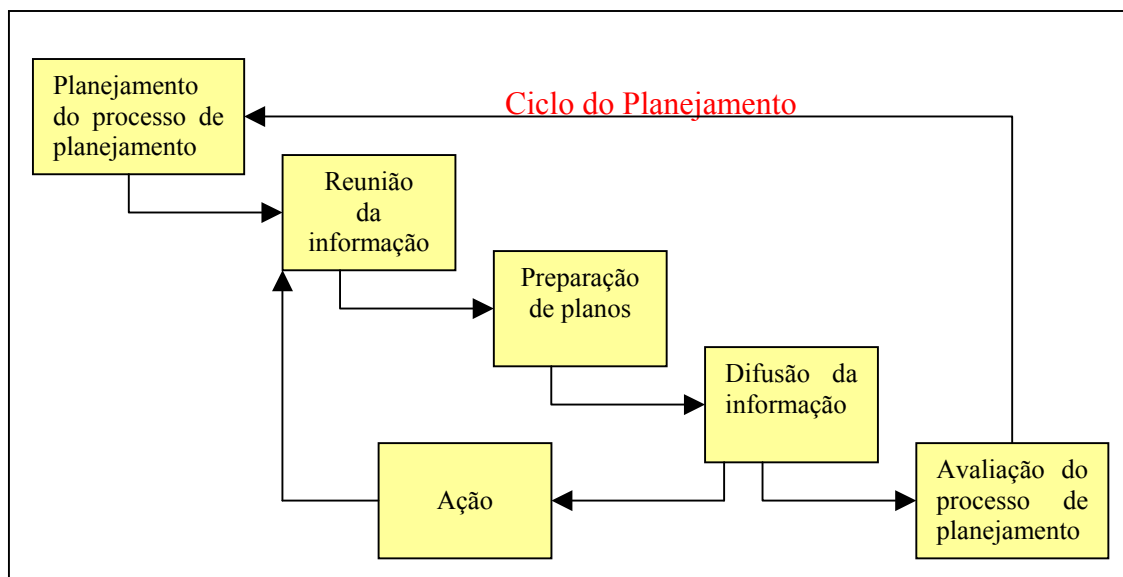 Planejamento
do processo de
planejamento
Ciclo do Planejamento
Reunião
da
informação
Preparação
de planos
Difusão da
informação
Ação
Avaliação do
processo de
planejamento